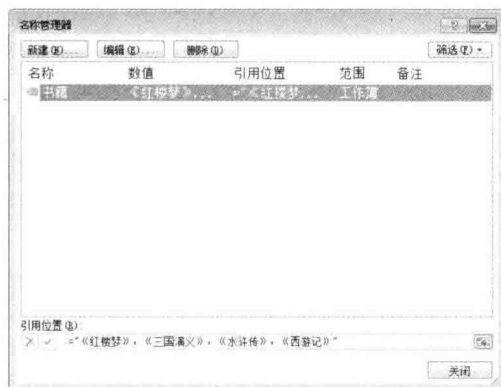 名称管理器
新建(N)... 编辑(E)... 删除(D) 筛选(F)
名称 数值 引用位置 范围 备注
书籍 《红楼梦》... ="《红楼梦... 工作簿
引用位置(R):
="《红楼梦》,《三国演义》,《水浒传》,《西游记》"
关闭